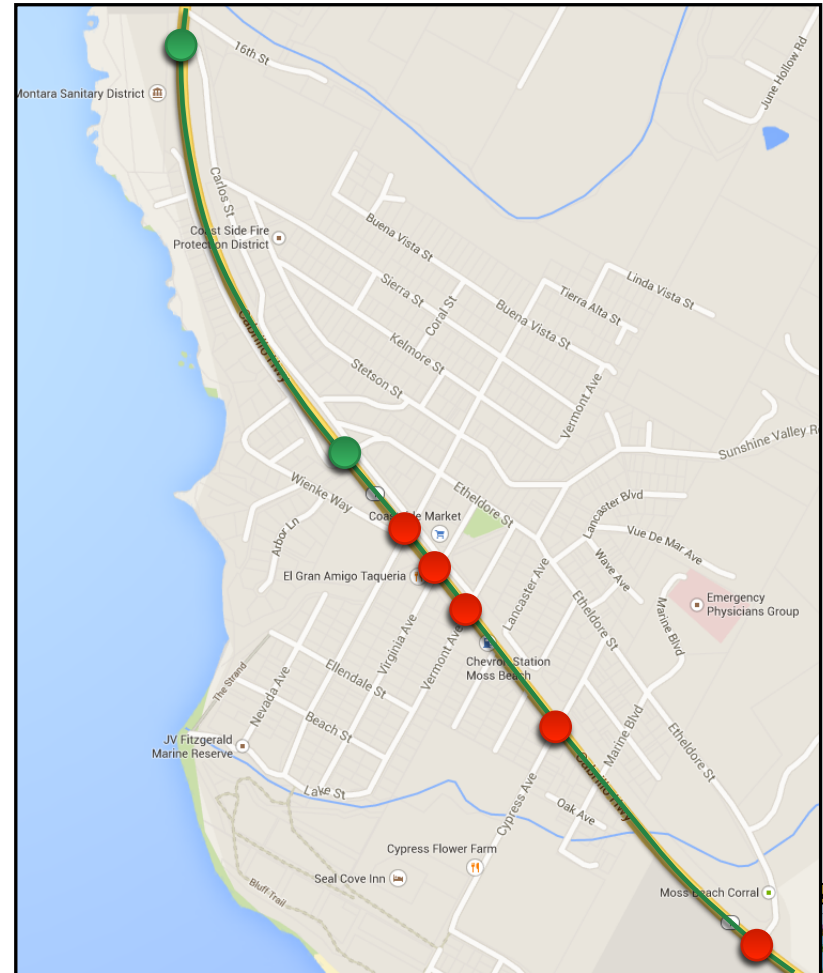 16th St
June Hollow Rd
Montara Sanitary District
Carlos St
Coast Side Fire
Protection District
Buena Vista St
Sierra St
Coral St
Buena Vista St
Tierra Alta St
Linda Vista St
Cabrillo Hwy
Kelmore St
Stetson St
Vermont Ave
Sunshine Valley R
Wienke Way
Etheldore St
Lancaster Blvd
1
Arbor Ln
Market
Vue De Mar Ave
El Gran Amigo Taqueria
Lancaster Ave
Wave Ave
Emergency
Physicians Group
Virginia Ave
Vermont Ave
Etheldore St
Marine Blvd
Chevron Station
Moss Beach
Ellendale St
The Strand
Nevada Ave
Beach St
Marine Blvd
Etheldore St
JV Fitzgerald
Marine Reserve
Cabrillo Hwy
Lake St
Cypress Ave
Oak Ave
Cypress Flower Farm
Seal Cove Inn
Bluff Trail
Moss Beach Corral
1